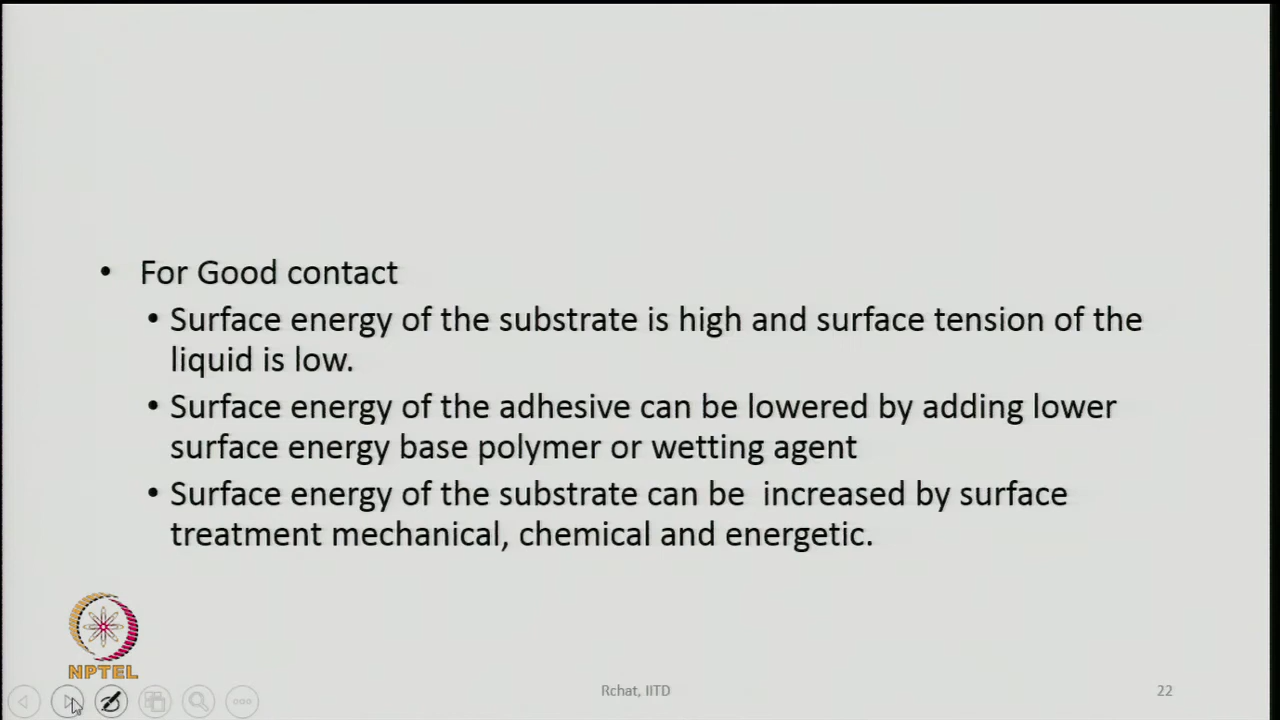 • For Good contact
• Surface energy of the substrate is high and surface tension of the
liquid is low.
• Surface energy of the adhesive can be lowered by adding lower
surface energy base polymer or wetting agent
• Surface energy of the substrate can be  increased by surface
treatment mechanical, chemical and energetic.
NPTEL
Rchat, IITD
22